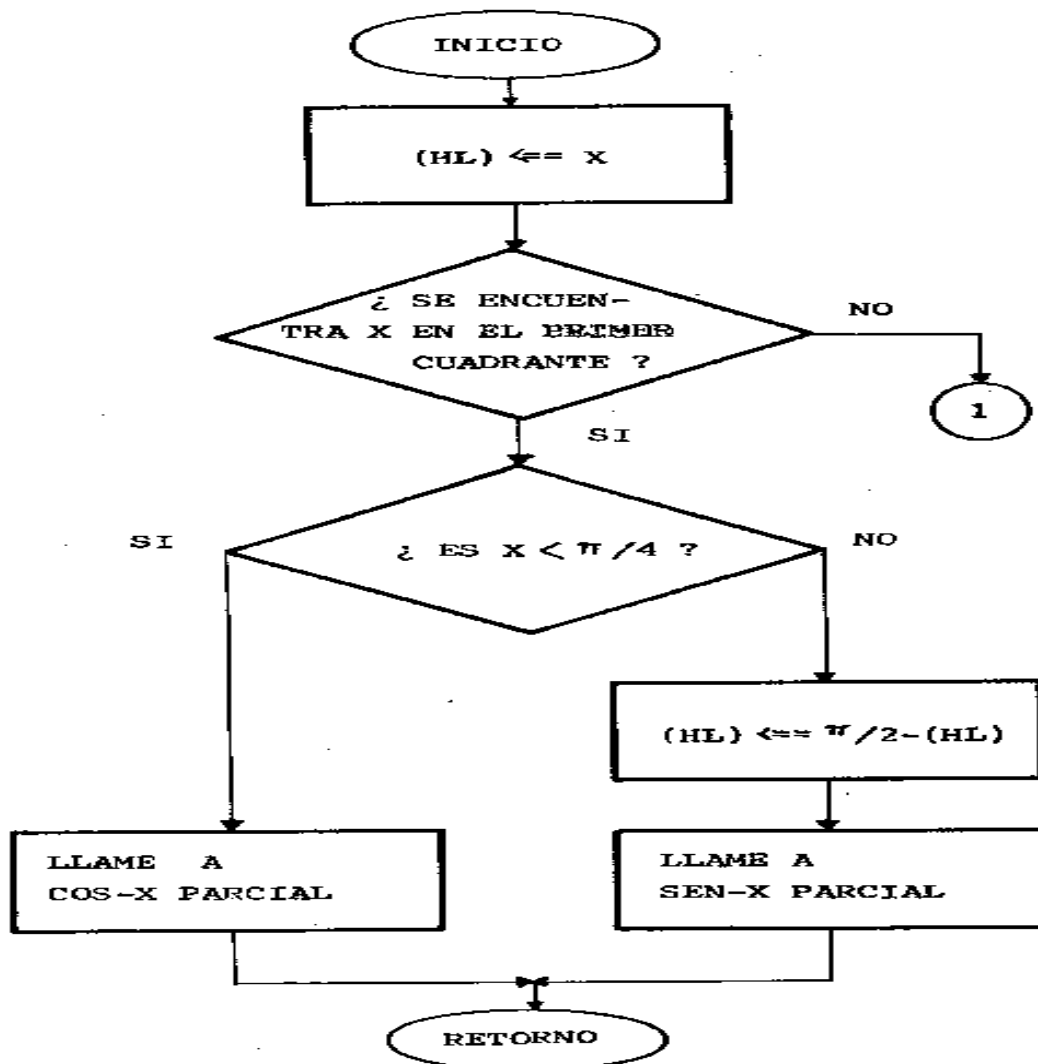 INICIO
(HL) <== X
¿ SE ENCUEN-
TRA X EN EL PRIMER
CUADRANTE ?
NO
1
SI
SI
¿ ES X < π/4 ?
NO
(HL) <== π/2-(HL)
LLAME A
COS-X PARCIAL
LLAME A
SEN-X PARCIAL
RETORNO